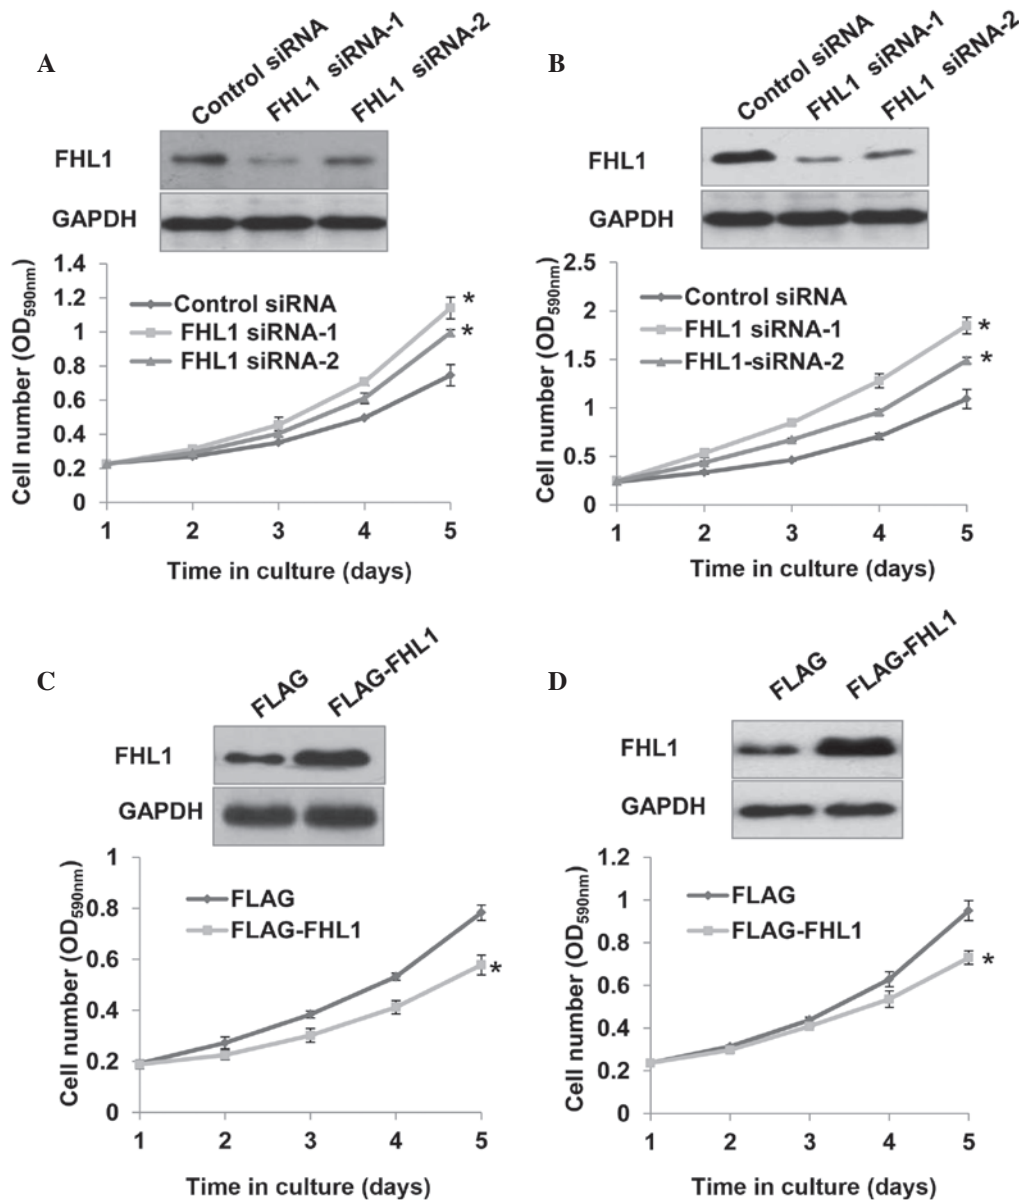 A
Control siRNA
FHL1 siRNA-1
FHL1 siRNA-2
FHL1
GAPDH
Cell number (OD590nm)
1.4
1.2
1
0.8
0.6
0.4
0.2
0
Control siRNA
FHL1 siRNA-1
FHL1 siRNA-2
*
*
1 2 3 4 5
Time in culture (days)
B
Control siRNA
FHL1 siRNA-1
FHL1 siRNA-2
FHL1
GAPDH
Cell number (OD590nm)
2.5
2
1.5
1
0.5
0
Control siRNA
FHL1 siRNA-1
FHL1-siRNA-2
*
*
1 2 3 4 5
Time in culture (days)
C
FLAG
FLAG-FHL1
FHL1
GAPDH
Cell number (OD590nm)
1
0.8
0.6
0.4
0.2
0
FLAG
FLAG-FHL1
*
1 2 3 4 5
Time in culture (days)
D
FLAG
FLAG-FHL1
FHL1
GAPDH
Cell number (OD590nm)
1.2
1
0.8
0.6
0.4
0.2
0
FLAG
FLAG-FHL1
*
1 2 3 4 5
Time in culture (days)